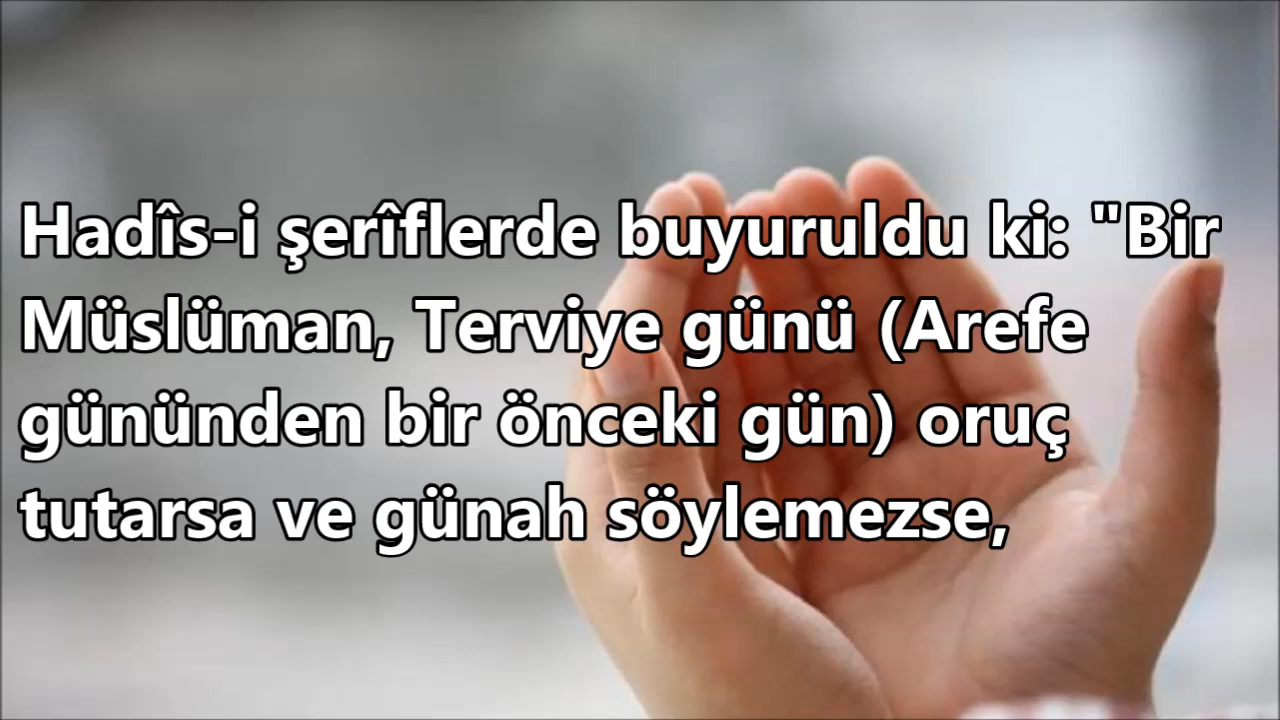 Hadîs-i şerîflerde buyuruldu ki: "Bir
Müslüman, Terviye günü (Arefe
gününden bir önceki gün) oruç
tutarsa ve günah söylemezse,